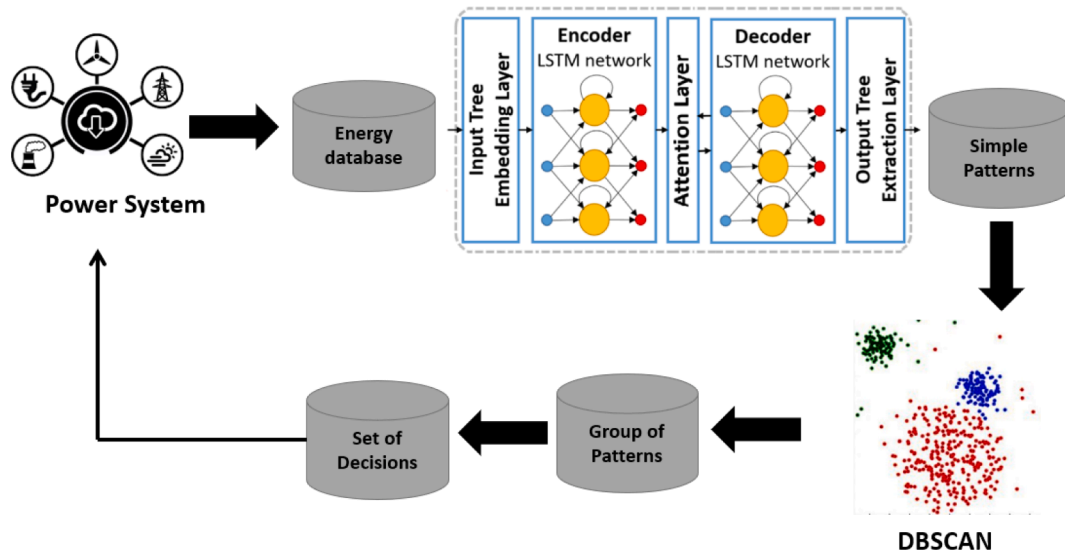 Power System
Energy
database
Input Tree
Embedding Layer
Encoder
LSTM network
Attention Layer
Decoder
LSTM network
Output Tree
Extraction Layer
Simple
Patterns
DBSCAN
Group of
Patterns
Set of
Decisions